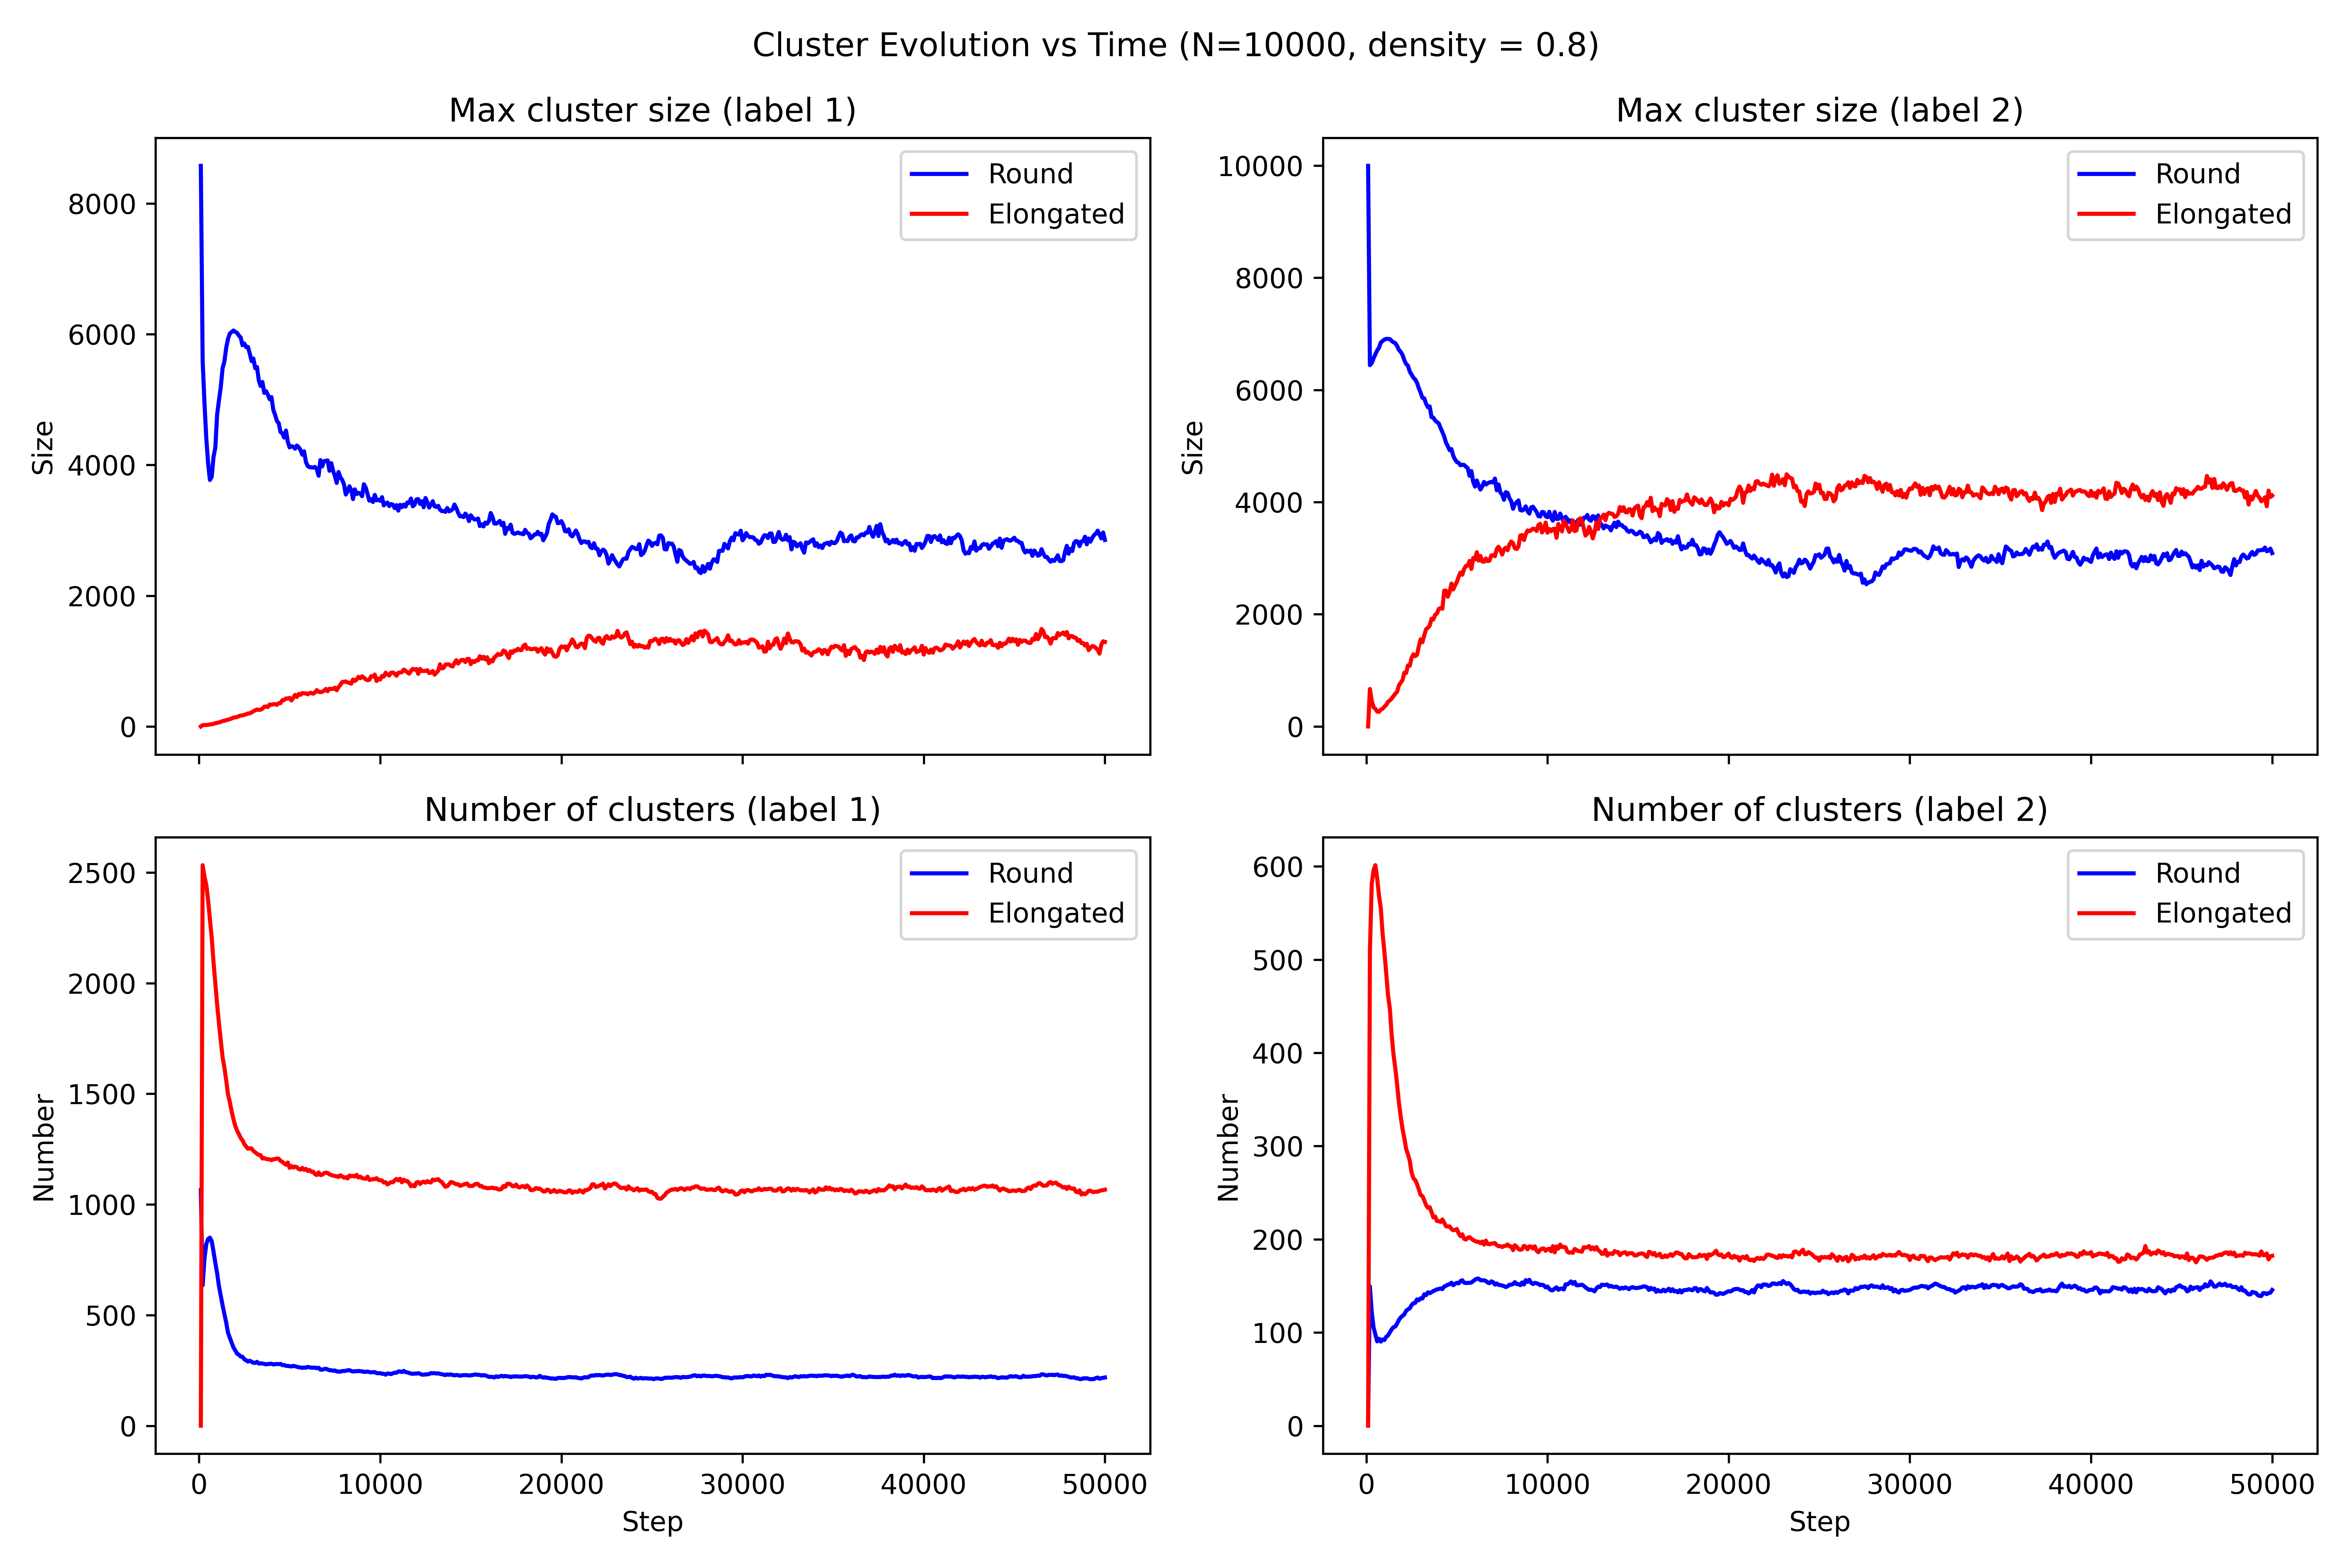 Cluster Evolution vs Time (N=10000, density = 0.8)
Max cluster size (label 1)
Size
8000
6000
4000
2000
0
Round
Elongated
Max cluster size (label 2)
Size
10000
8000
6000
4000
2000
0
Round
Elongated
Number of clusters (label 1)
Number
2500
2000
1500
1000
500
0
Round
Elongated
0 10000 20000 30000 40000 50000
Step
Number of clusters (label 2)
Number
600
500
400
300
200
100
0
Round
Elongated
0 10000 20000 30000 40000 50000
Step